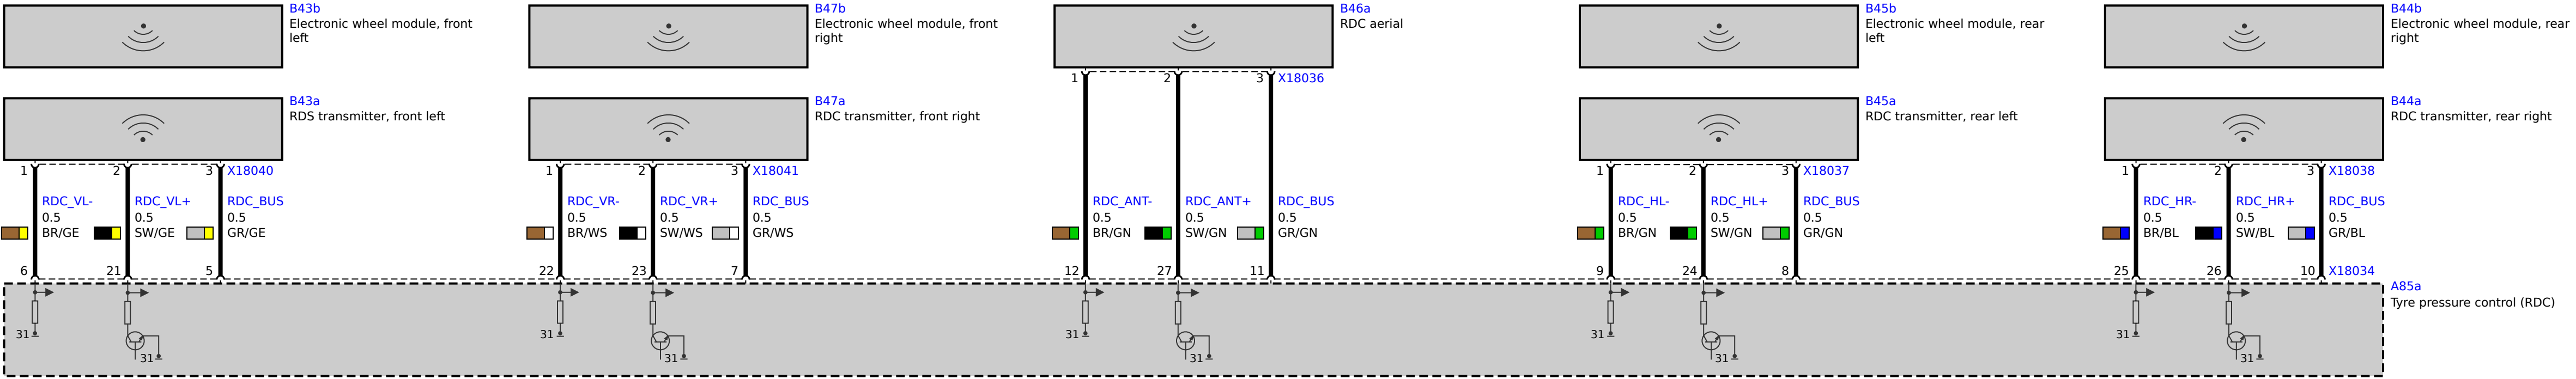 B43b
Electronic wheel module, front
left
B47b
Electronic wheel module, front
right
B46a
RDC aerial
B45b
Electronic wheel module, rear
left
B44b
Electronic wheel module, rear
right
1 2 3 X18036
B43a
RDS transmitter, front left
B47a
RDC transmitter, front right
B45a
RDC transmitter, rear left
B44a
RDC transmitter, rear right
1 2 3 X18040
1 2 3 X18041
1 2 3 X18037
1 2 3 X18038
RDC_VL-
0.5
BR/GE
RDC_VL+
0.5
SW/GE
RDC_BUS
0.5
GR/GE
RDC_VR-
0.5
BR/WS
RDC_VR+
0.5
SW/WS
RDC_BUS
0.5
GR/WS
RDC_ANT-
0.5
BR/GN
RDC_ANT+
0.5
SW/GN
RDC_BUS
0.5
GR/GN
RDC_HL-
0.5
BR/GN
RDC_HL+
0.5
SW/GN
RDC_BUS
0.5
GR/GN
RDC_HR-
0.5
BR/BL
RDC_HR+
0.5
SW/BL
RDC_BUS
0.5
GR/BL
6 21 5 22 23 7 12 27 11 9 24 8 25 26 10 X18034
A85a
Tyre pressure control (RDC)
31 31 31 31 31
31 31 31 31 31